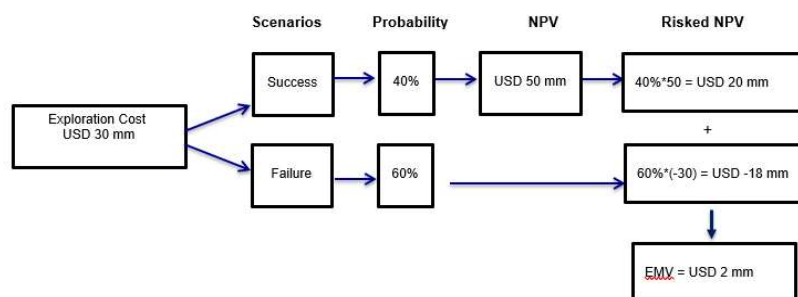 Scenarios
Probability
NPV
Risked NPV
Success
40%
USD 50 mm
40%*50 = USD 20 mm
Exploration Cost
USD 30 mm
+
Failure
60%
60%*(-30) = USD -18 mm
EMV = USD 2 mm